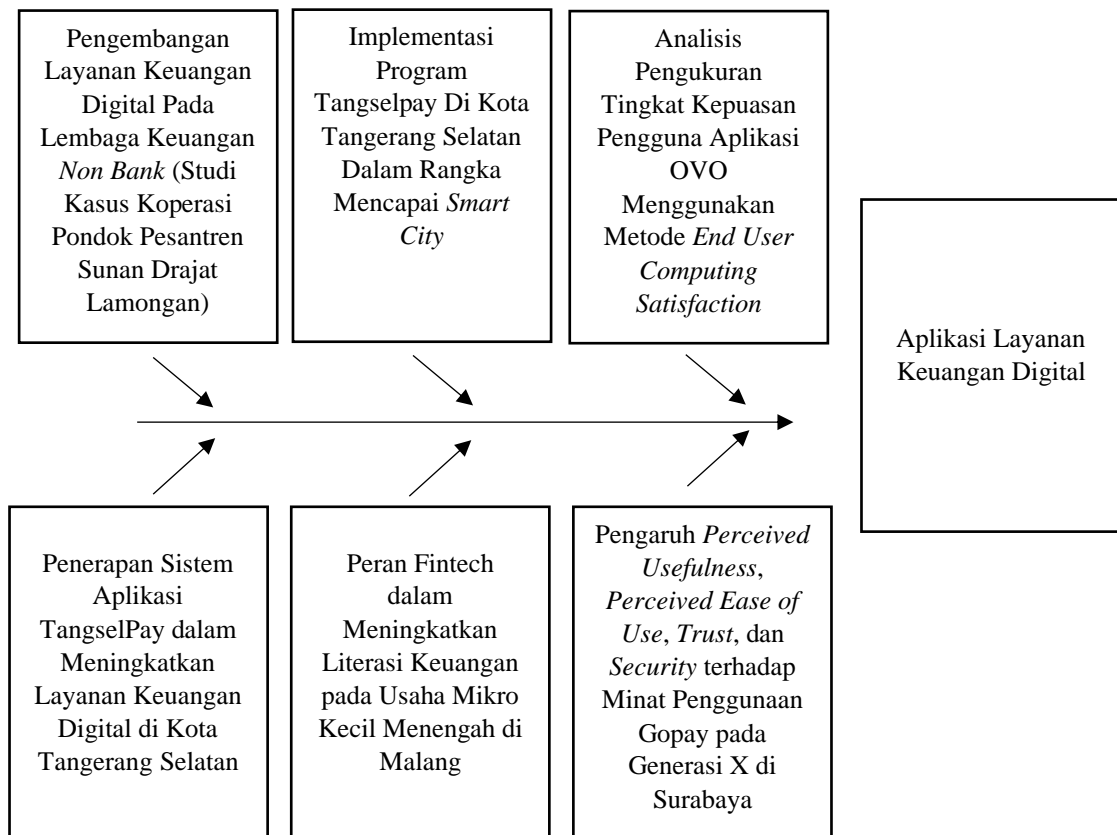 Pengembangan
Layanan Keuangan
Digital Pada
Lembaga Keuangan
Non Bank (Studi
Kasus Koperasi
Pondok Pesantren
Sunan Drajat
Lamongan)
Implementasi
Program
Tangselpay Di Kota
Tangerang Selatan
Dalam Rangka
Mencapai Smart
City
Analisis
Pengukuran
Tingkat Kepuasan
Pengguna Aplikasi
OVO
Menggunakan
Metode End User
Computing
Satisfaction
Aplikasi Layanan
Keuangan Digital
Penerapan Sistem
Aplikasi
TangselPay dalam
Meningkatkan
Layanan Keuangan
Digital di Kota
Tangerang Selatan
Peran Fintech
dalam
Meningkatkan
Literasi Keuangan
pada Usaha Mikro
Kecil Menengah di
Malang
Pengaruh Perceived
Usefulness,
Perceived Ease of
Use, Trust, dan
Security terhadap
Minat Penggunaan
Gopay pada
Generasi X di
Surabaya